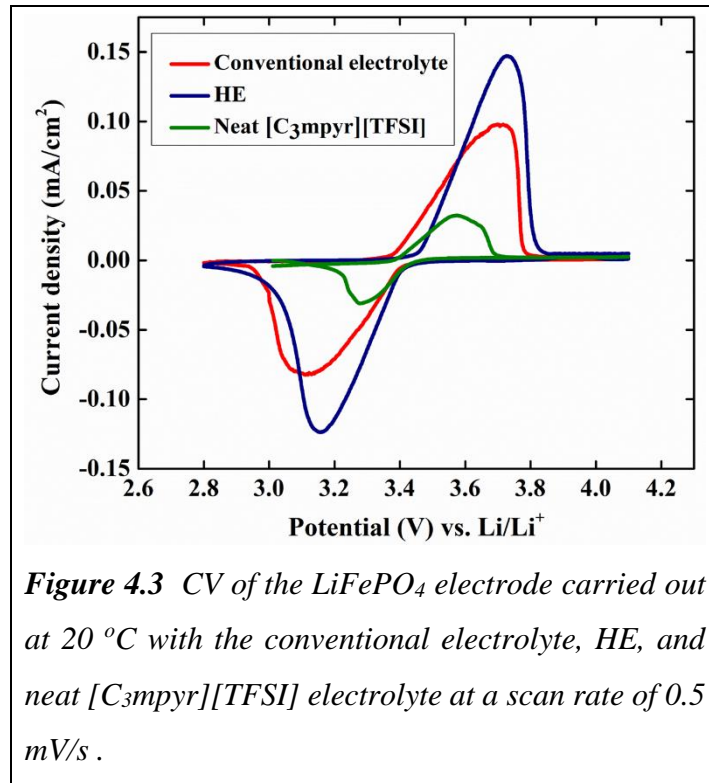 0.15
0.10
0.05
0.00
-0.05
-0.10
-0.15
Current density (mA/cm²)
Conventional electrolyte
HE
Neat [C₃mpyr][TFSI]
2.6 2.8 3.0 3.2 3.4 3.6 3.8 4.0 4.2
Potential (V) vs. Li/Li⁺
Figure 4.3 CV of the LiFePO₄ electrode carried out
at 20 °C with the conventional electrolyte, HE, and
neat [C₃mpyr][TFSI] electrolyte at a scan rate of 0.5
mV/s .